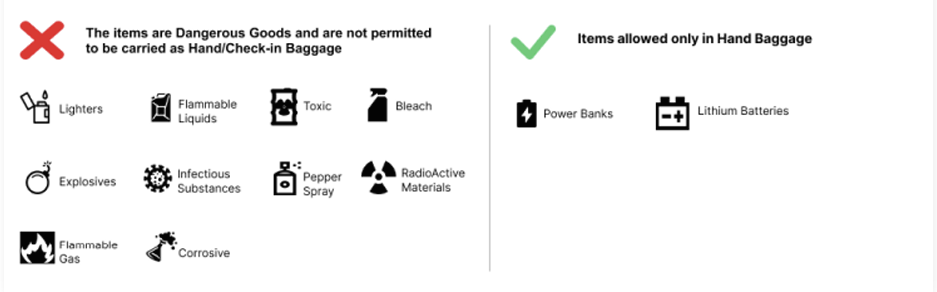 The items are Dangerous Goods and are not permitted
to be carried as Hand/Check-in Baggage
Lighters
Flammable
Liquids
Toxic
Bleach
Explosives
Infectious
Substances
Pepper
Spray
RadioActive
Materials
Flammable
Gas
Corrosive
Items allowed only in Hand Baggage
Power Banks
Lithium Batteries